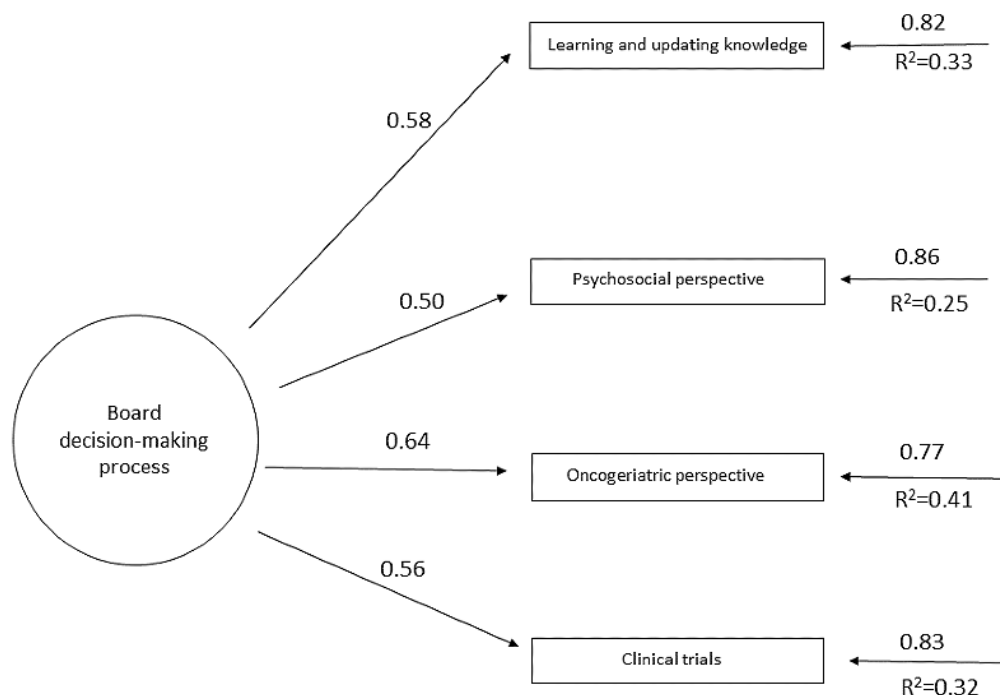 0.82
Learning and updating knowledge
R²=0.33
0.58
0.86
Psychosocial perspective
R²=0.25
0.50
Board
decision-making
process
0.64
0.77
Oncogeriatric perspective
R²=0.41
0.56
0.83
Clinical trials
R²=0.32